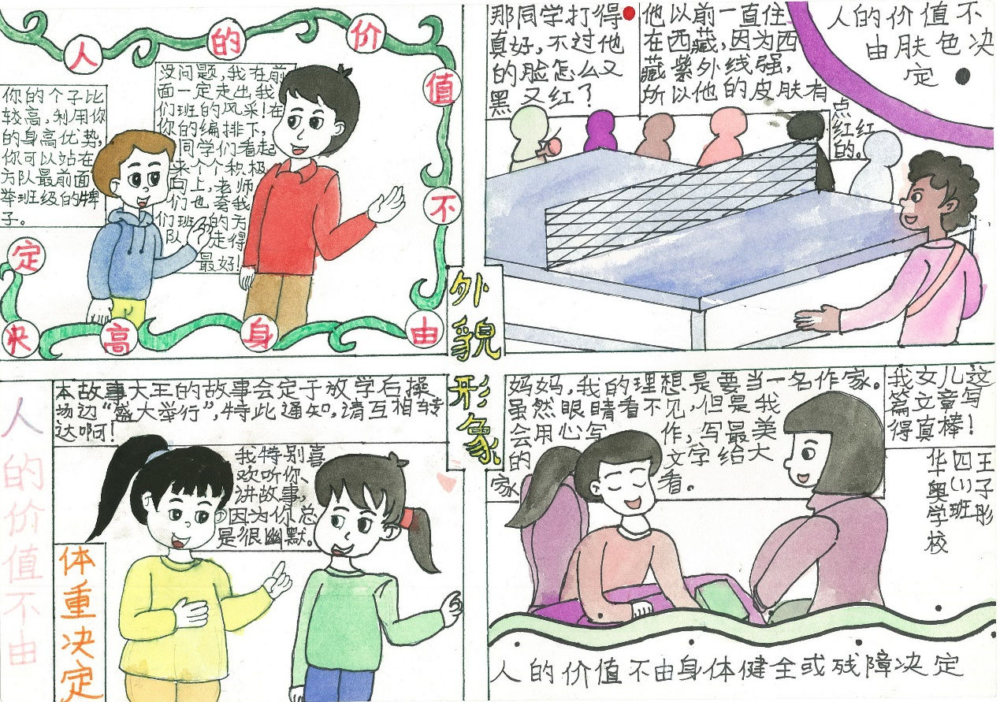 人的价值不由身高决定
你的个子比
较高,利用你
的身高优势,
你可以站在
方队最前面
举班级的牌
子。
没问题,我在前
面一定走出我
们班的风采!在
你的编排下,
同学们看起
来个个积极
向上,老师
们也夸我
们班的方
队走得
最好!
那同学打得
真好,不过他
的脸怎么又
黑又红?
他以前一直住
在西藏,因为西
藏紫外线强,
所以他的皮肤有
点红红的。
人的价值不
由肤色决
定
外貌形象
人的价值不由
体重决定
本故事大王的故事会定于放学后操
场边“盛大举行”,特此通知,请互相转
达啊!
我特别喜
欢听你
讲故事,
因为你总
是很幽默。
妈妈,我的理想是要当一名作家。
虽然眼睛看不见,但是我
会用心写作,写最美
的文字给大
家看。
我女儿这
篇文章写
得真棒!
王子彤
四(1)班
华奥学校
人的价值不由身体健全或残障决定